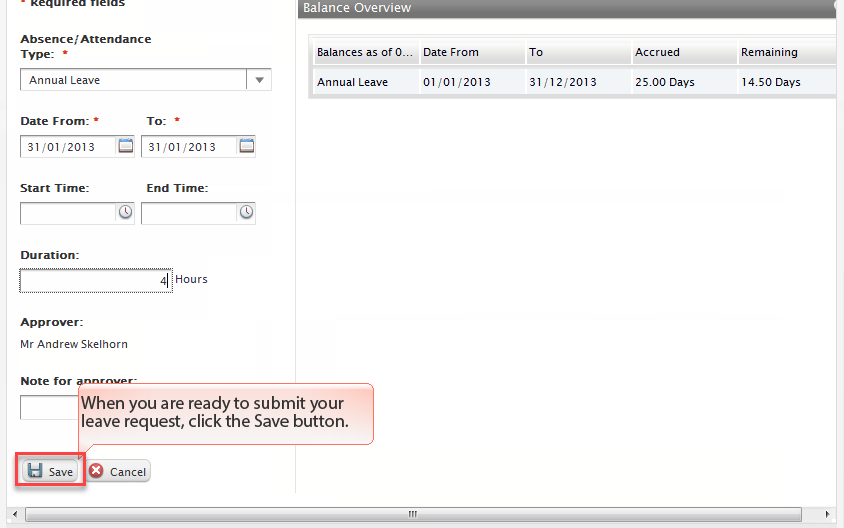 * Required fields
Balance Overview
Absence/Attendance
Type: *
Annual Leave
Balances as of 0... Date From To Accrued Remaining
Annual Leave 01/01/2013 31/12/2013 25.00 Days 14.50 Days
Date From: * To: *
31/01/2013 31/01/2013
Start Time: End Time:
Duration:
4 Hours
Approver:
Mr Andrew Skelhorn
Note for approver:
When you are ready to submit your
leave request, click the Save button.
Save Cancel